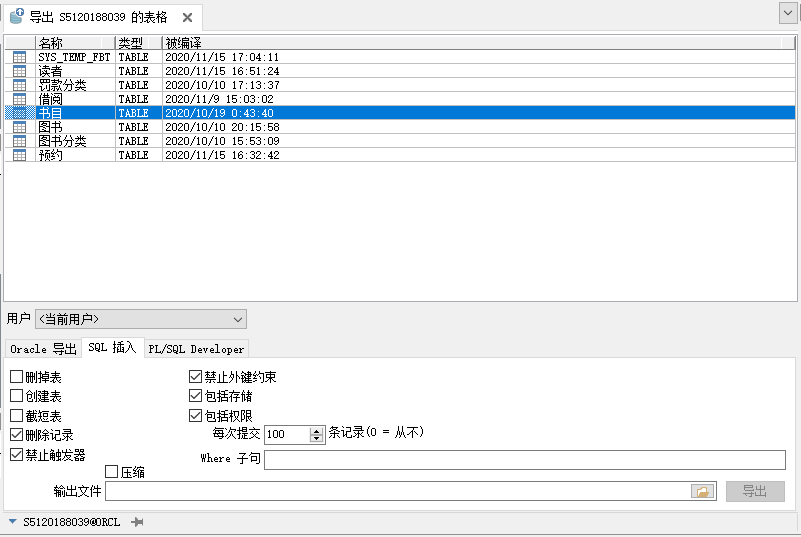 导出 S5120188039 的表格
名称 类型 被编译
SYS_TEMP_FBT TABLE 2020/11/15 17:04:11
读者 TABLE 2020/11/15 16:51:24
罚款分类 TABLE 2020/10/10 17:13:37
借阅 TABLE 2020/11/9 15:03:02
书目 TABLE 2020/10/19 0:43:40
图书 TABLE 2020/10/10 20:15:58
图书分类 TABLE 2020/10/10 15:53:09
预约 TABLE 2020/11/15 16:32:42
用户 <当前用户>
Oracle 导出 SQL 插入 PL/SQL Developer
删掉表 禁止外键约束
创建表 包括存储
截短表 包括权限
删除记录 每次提交 100 条记录(0 = 从不)
禁止触发器 Where 子句
压缩
输出文件 导出
S5120188039@ORCL